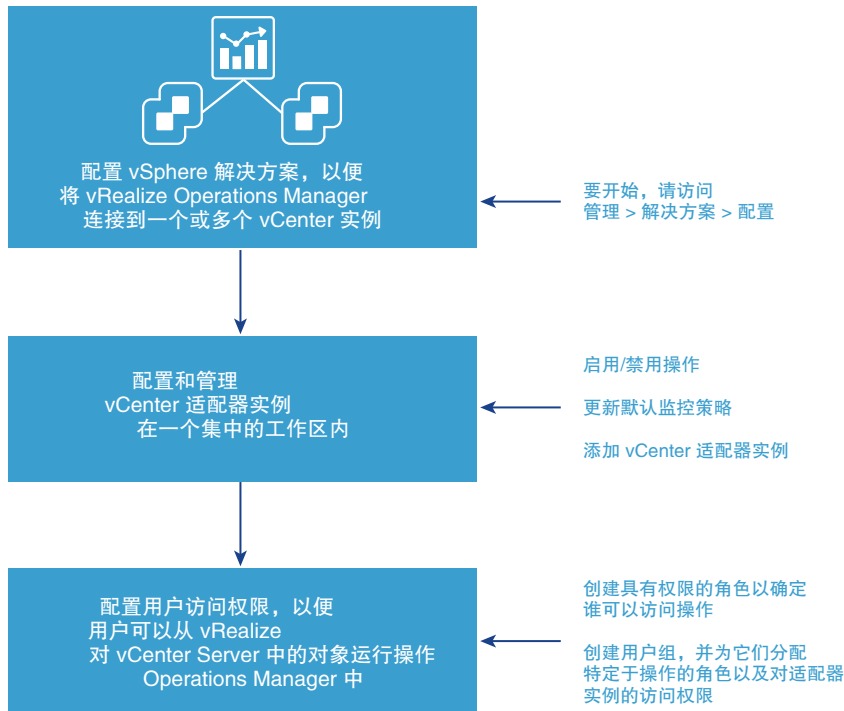 配置 vSphere 解决方案，以便
将 vRealize Operations Manager
连接到一个或多个 vCenter 实例
要开始，请访问
管理 > 解决方案 > 配置
配置和管理
vCenter 适配器实例
在一个集中的工作区内
启用/禁用操作
更新默认监控策略
添加 vCenter 适配器实例
配置用户访问权限，以便
用户可以从 vRealize
对 vCenter Server 中的对象运行操作
Operations Manager 中
创建具有权限的角色以确定
谁可以访问操作
创建用户组，并为它们分配
特定于操作的角色以及对适配器
实例的访问权限